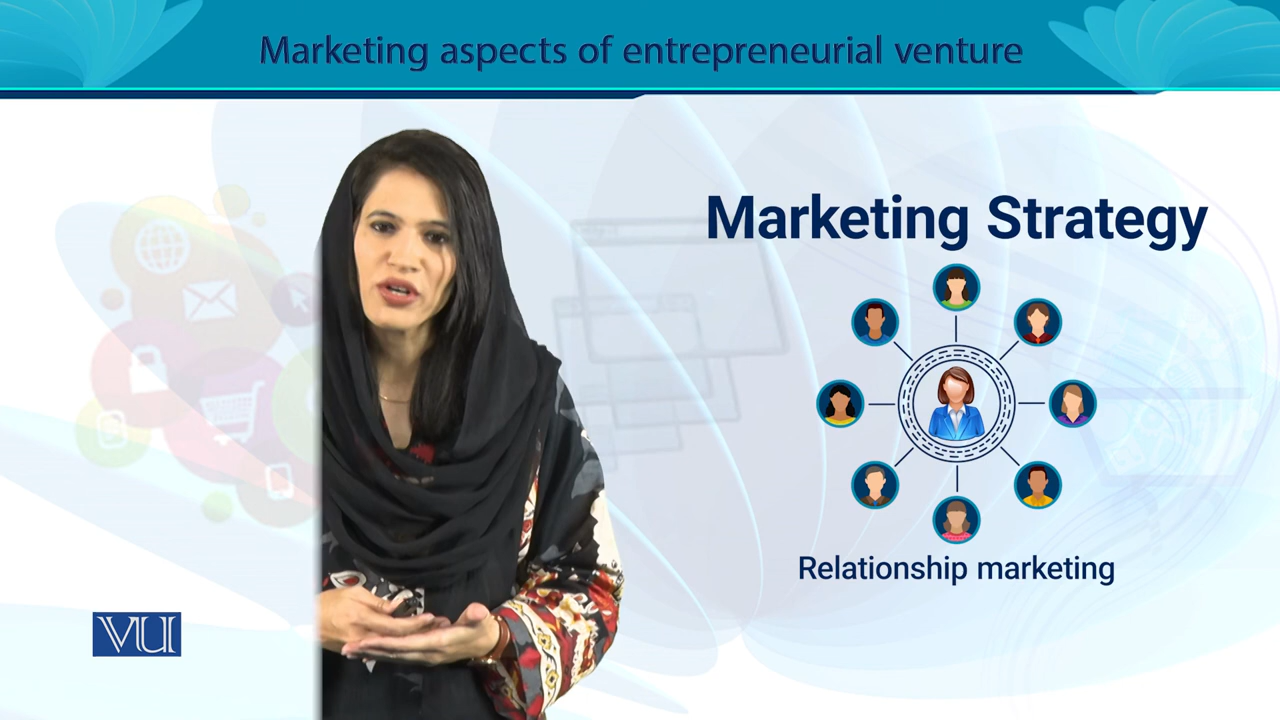 Marketing aspects of entrepreneurial venture
Marketing Strategy
Relationship marketing
VU